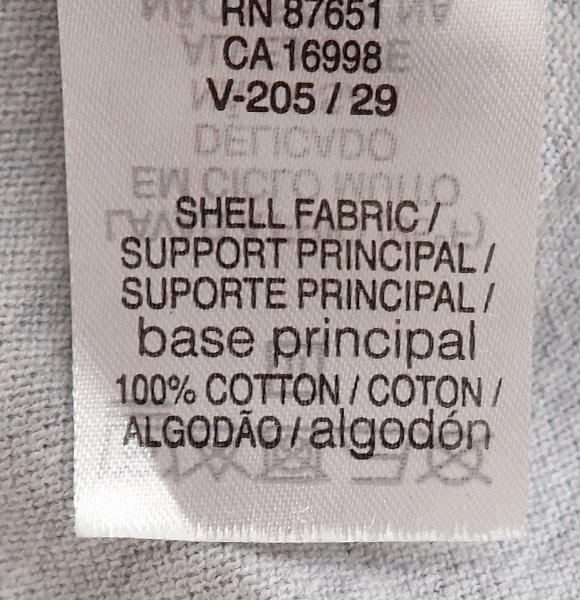 RN 87651
CA 16998
V-205 / 29
SHELL FABRIC /
SUPPORT PRINCIPAL /
SUPORTE PRINCIPAL /
base principal
100% COTTON / COTON /
ALGODÃO / algodón